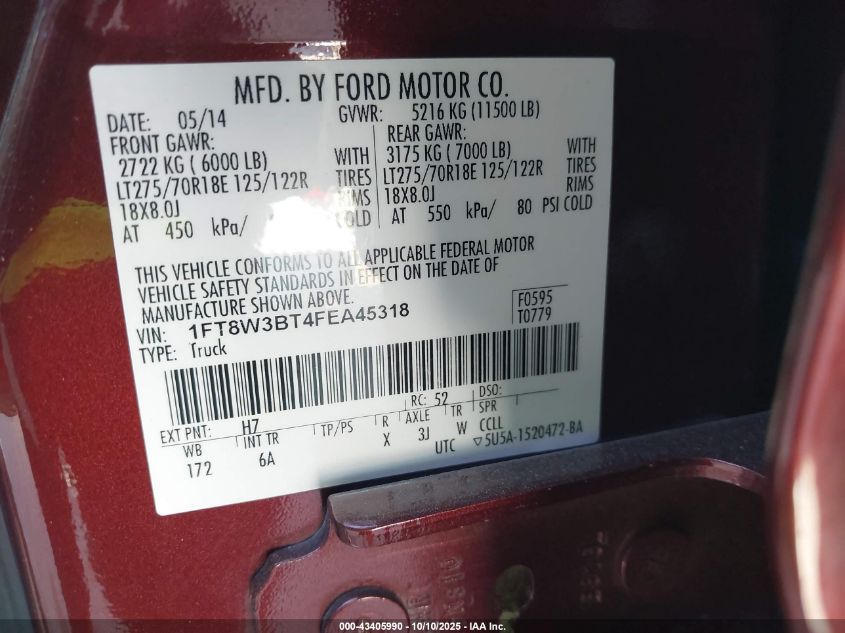 MFD. BY FORD MOTOR CO.
DATE: 05/14 GVWR: 5216 KG (11500 LB)
FRONT GAWR: REAR GAWR:
2722 KG ( 6000 LB) WITH 3175 KG ( 7000 LB) WITH
LT275/70R18E 125/122R TIRES LT275/70R18E 125/122R TIRES
18X8.0J RIMS 18X8.0J RIMS
AT 450 kPa/ COLD AT 550 kPa/ 80 PSI COLD
THIS VEHICLE CONFORMS TO ALL APPLICABLE FEDERAL MOTOR
VEHICLE SAFETY STANDARDS IN EFFECT ON THE DATE OF
MANUFACTURE SHOWN ABOVE.
F0595
VIN: 1FT8W3BT4FEA45318
T0779
TYPE: Truck
RC: 52 DSO:
EXT PNT: H7
WB INT TR TP/PS R AXLE TR SPR
172 6A X 3J W CCLL
UTC ▽5U5A-1520472-BA
000-43405990 - 10/10/2025 - IAA Inc.